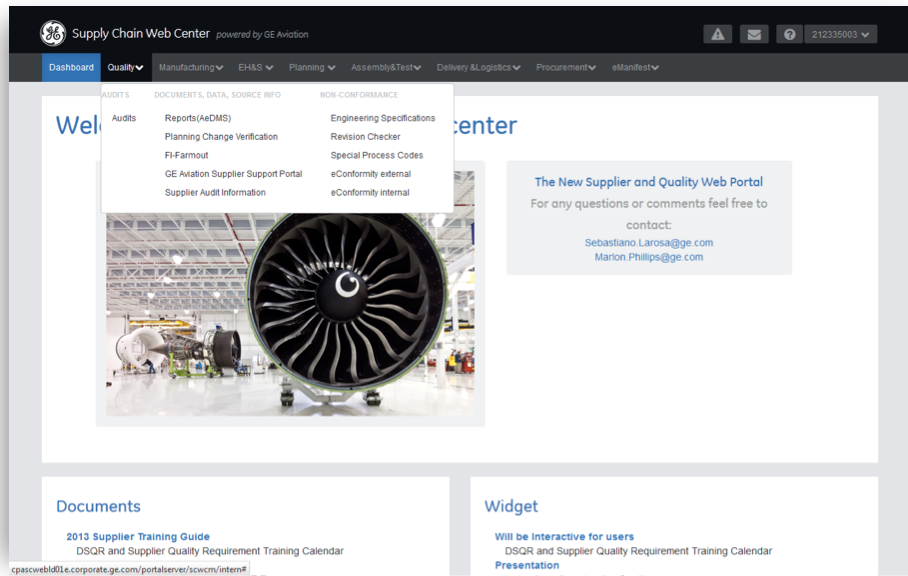 Supply Chain Web Center powered by GE Aviation
212335003
Dashboard Quality Manufacturing EH&S Planning Assembly&Test Delivery &Logistics Procurement eManifest
AUDITS DOCUMENTS, DATA, SOURCE INFO NON-CONFORMANCE
Audits Reports(AeDMS) Engineering Specifications
Planning Change Verification Revision Checker
FI-Farmout Special Process Codes
GE Aviation Supplier Support Portal eConformity external
Supplier Audit Information eConformity internal
Wel center
The New Supplier and Quality Web Portal
For any questions or comments feel free to
contact:
Sebastiano.Larosa@ge.com
Marlon.Phillips@ge.com
Documents
2013 Supplier Training Guide
DSQR and Supplier Quality Requirement Training Calendar
Widget
Will be Interactive for users
DSQR and Supplier Quality Requirement Training Calendar
Presentation
cpascwebld01e.corporate.ge.com/portalserver/scwcm/intern#